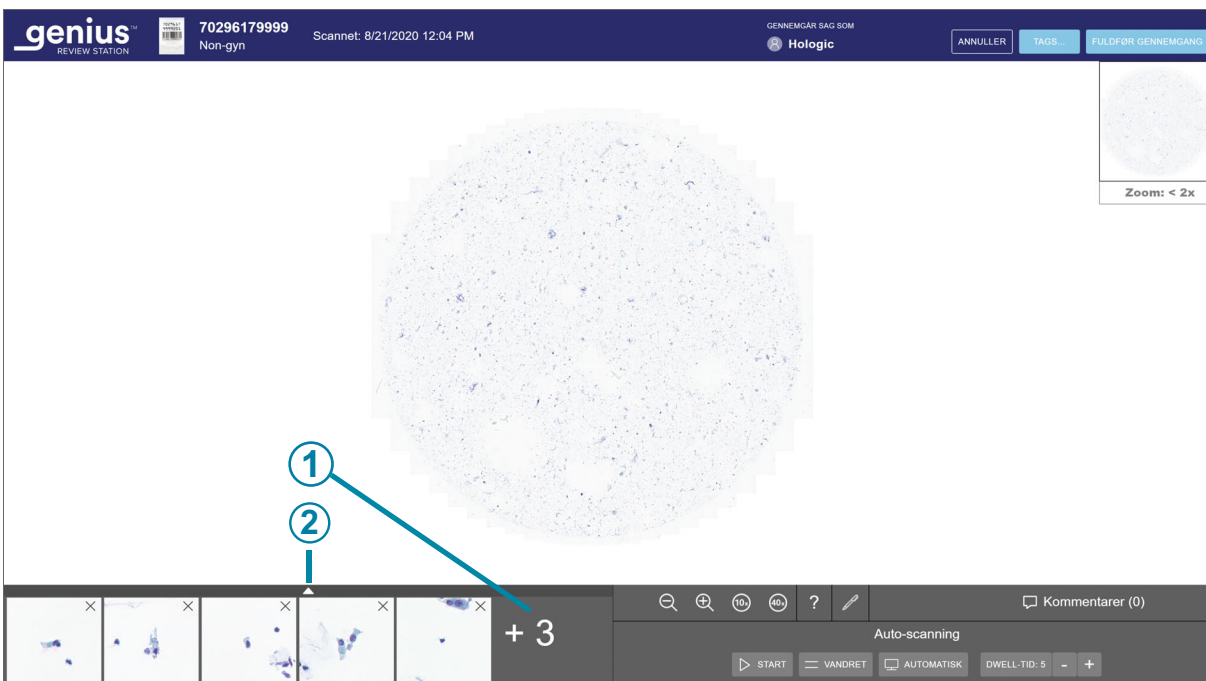 genius™
REVIEW STATION
70296179999
Non-gyn
Scannet: 8/21/2020 12:04 PM
GENNEMGÅR SAG SOM
Hologic
ANNULLER
TAGS...
FULDFØR GENNEMGANG
Zoom: < 2x
1
2
+ 3
10x
40x
?
Kommentarer (0)
Auto-scanning
START
VANDRET
AUTOMATISK
DWELL-TID: 5
-
+